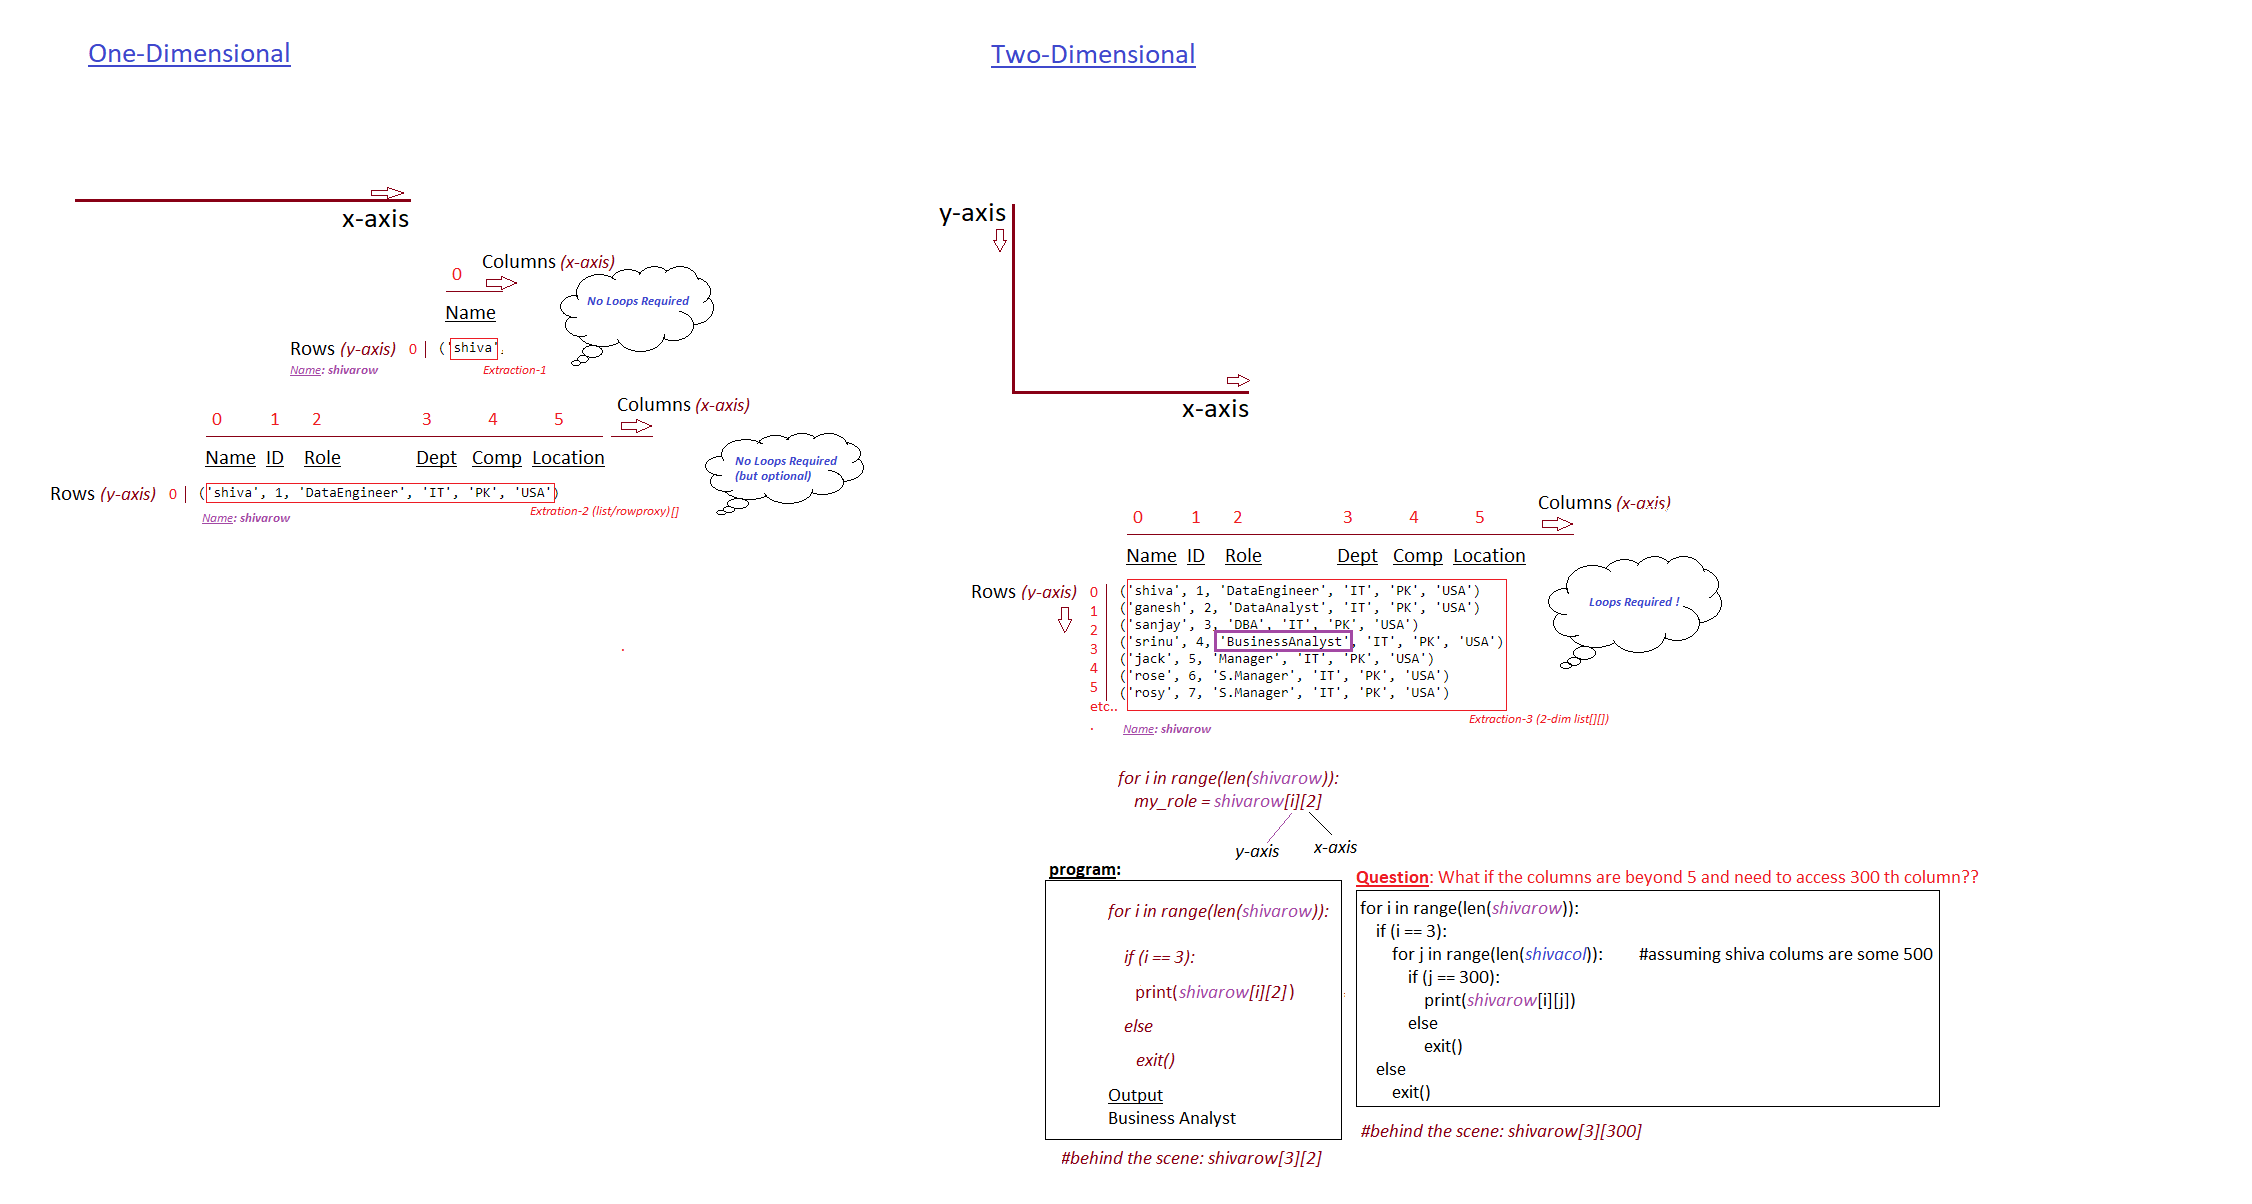 One-Dimensional
x-axis
0
Columns (x-axis)
No Loops Required
Name
Rows (y-axis) 0 | ('shiva',
Name: shivarow
Extraction-1
Columns (x-axis)
0 1 2 3 4 5
Name ID Role Dept Comp Location
No Loops Required
(but optional)
Rows (y-axis) 0 | ('shiva', 1, 'DataEngineer', 'IT', 'PK', 'USA')
Name: shivarow
Extration-2 (list/rowproxy)[]
Two-Dimensional
y-axis
x-axis
Columns (x-axis)
0 1 2 3 4 5
Name ID Role Dept Comp Location
Rows (y-axis)
0 ('shiva', 1, 'DataEngineer', 'IT', 'PK', 'USA')
1 ('ganesh', 2, 'DataAnalyst', 'IT', 'PK', 'USA')
2 ('sanjay', 3, 'DBA', 'IT', 'PK', 'USA')
3 ('srinu', 4, 'BusinessAnalyst', 'IT', 'PK', 'USA')
4 ('jack', 5, 'Manager', 'IT', 'PK', 'USA')
5 ('rose', 6, 'S.Manager', 'IT', 'PK', 'USA')
('rosy', 7, 'S.Manager', 'IT', 'PK', 'USA')
etc..
.
Loops Required !
Extraction-3 (2-dim list[][])
Name: shivarow
for i in range(len(shivarow)):
my_role = shivarow[i][2]
y-axis x-axis
program:
for i in range(len(shivarow)):
if (i == 3):
print(shivarow[i][2])
else
exit()
Output
Business Analyst
#behind the scene: shivarow[3][2]
Question: What if the columns are beyond 5 and need to access 300 th column??
for i in range(len(shivarow)):
if (i == 3):
for j in range(len(shivacol)): #assuming shiva colums are some 500
if (j == 300):
print(shivarow[i][j])
else
exit()
else
exit()
#behind the scene: shivarow[3][300]